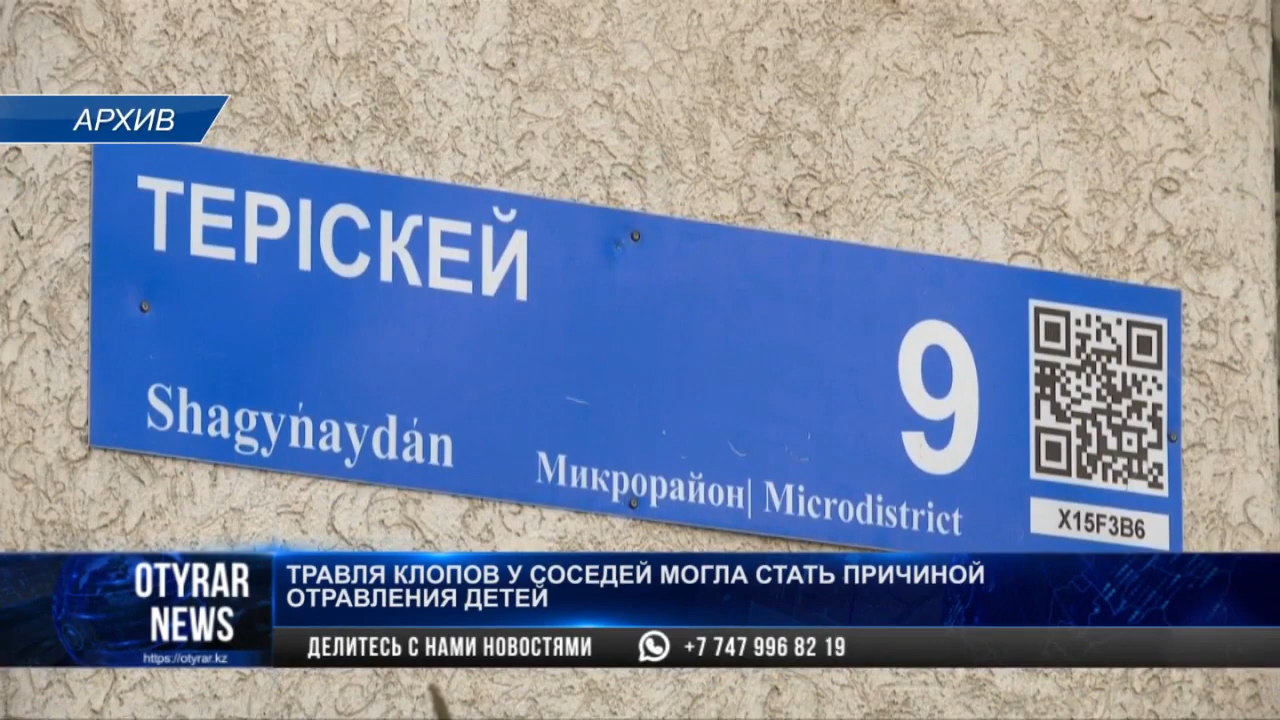 АРХИВ
ТЕРІСКЕЙ
9
Shagyńaydán
Микрорайон| Microdistrict
X15F3B6
OTYRAR
NEWS
https://otyrar.kz
ТРАВЛЯ КЛОПОВ У СОСЕДЕЙ МОГЛА СТАТЬ ПРИЧИНОЙ
ОТРАВЛЕНИЯ ДЕТЕЙ
ДЕЛИТЕСЬ С НАМИ НОВОСТЯМИ +7 747 996 82 19